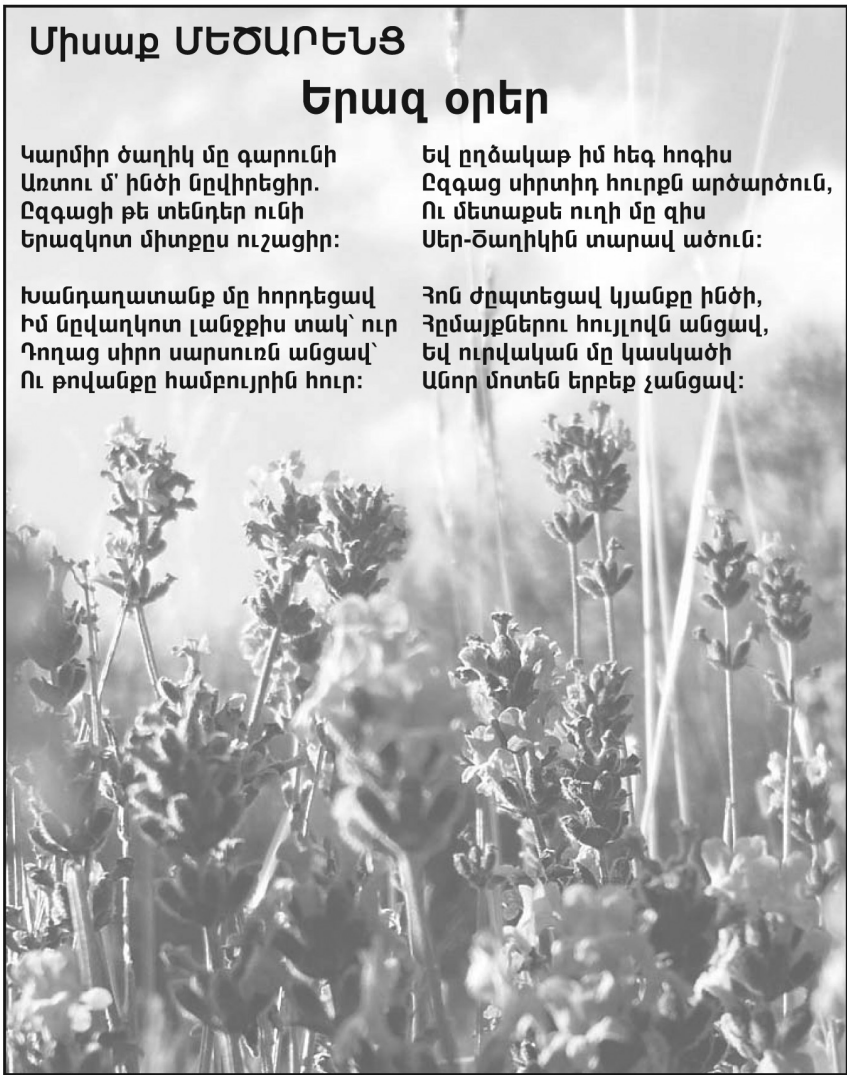 Միսաք ՄԵԾԱՐԵՆՑ
Երազ օրեր
Կարմիր ծաղիկ մը գարունի
Առտու մ' ինծի նըվիրեցիր.
Ըզգացի թե տենդեր ունի
Երազկոտ միտքըս ուշացիր:
Խանդաղատանք մը հորդեցավ
Իմ նըվաղկոտ լանջքիս տակ՝ ուր
Դողաց սիրո սարսուռն անցավ՝
Ու թովանքը համբույրին հուր:
Եվ ըղձակաթ իմ հեգ հոգիս
Ըզգաց սիրտիդ հուրքն արծարծուն,
Ու մետաքսե ուղի մը զիս
Սեր-Ծաղիկին տարավ ածուն:
Հոն ժըպտեցավ կյանքը ինծի,
Հըմայքներու հույլովն անցավ,
Եվ ուրվական մը կասկածի
Անոր մոտեն երբեք չանցավ: